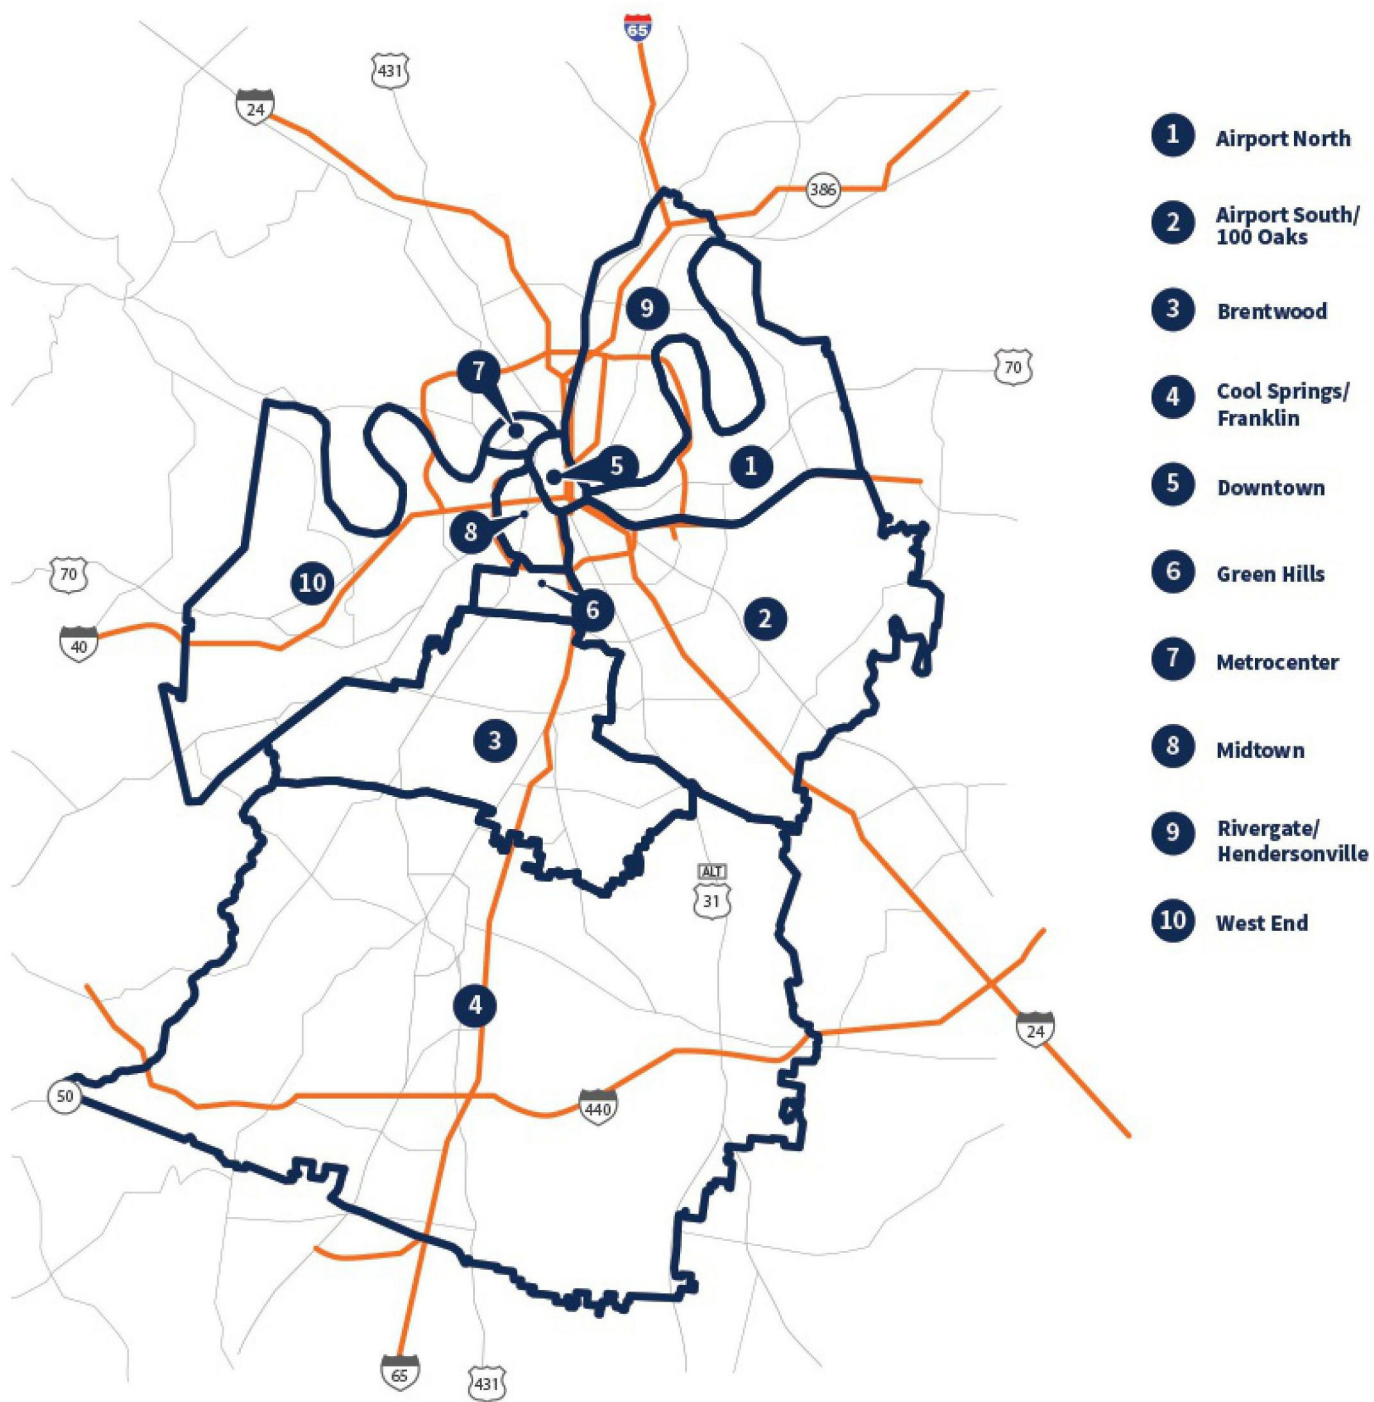 65
431
24
386
9
7
70
5
1
8
70
10
6
2
40
3
ALT
31
4
24
50
440
65
431
1 Airport North
2 Airport South/
100 Oaks
3 Brentwood
4 Cool Springs/
Franklin
5 Downtown
6 Green Hills
7 Metrocenter
8 Midtown
9 Rivergate/
Hendersonville
10 West End